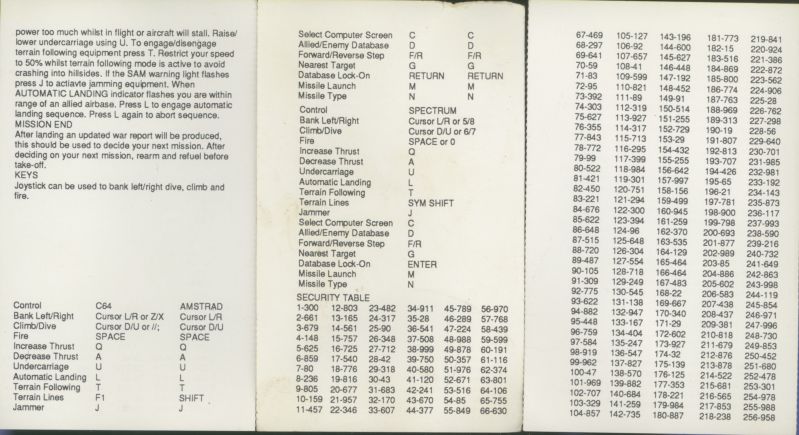 power too much whilst in flight or aircraft will stall. Raise/
lower undercarriage using U. To engage/disengage
terrain following equipment press T. Restrict your speed
to 50% whilst terrain following mode is active to avoid
crashing into hillsides. If the SAM warning light flashes
press J to actiavte jamming equipment. When
AUTOMATIC LANDING indicator flashes you are within
range of an allied airbase. Press L to engage automatic
landing sequence. Press L again to abort sequence.
MISSION END
After landing an updated war report will be produced,
this should be used to decide your next mission. After
deciding on your next mission, rearm and refuel before
take-off.
KEYS
Joystick can be used to bank left/right dive, climb and
fire.
Control C64 AMSTRAD
Bank Left/Right Cursor L/R or Z/X Cursor L/R
Climb/Dive Cursor D/U or //; Cursor D/U
Fire SPACE SPACE
Increase Thrust Q Q
Decrease Thrust A A
Undercarriage U U
Automatic Landing L L
Terrain Following T T
Terrain Lines F1 SHIFT
Jammer J J
Select Computer Screen C C
Allied/Enemy Database D D
Forward/Reverse Step F/R F/R
Nearest Target G G
Database Lock-On RETURN RETURN
Missile Launch M M
Missile Type N N
Control SPECTRUM
Bank Left/Right Cursor L/R or 5/8
Climb/Dive Cursor D/U or 6/7
Fire SPACE or 0
Increase Thrust Q
Decrease Thrust A
Undercarriage U
Automatic Landing L
Terrain Following T
Terrain Lines SYM SHIFT
Jammer J
Select Computer Screen C
Allied/Enemy Database D
Forward/Reverse Step F/R
Nearest Target G
Database Lock-On ENTER
Missile Launch M
Missile Type N
SECURITY TABLE
1-300 12-803 23-482 34-911 45-789 56-970
2-661 13-165 24-317 35-28 46-289 57-768
3-679 14-561 25-90 36-541 47-224 58-439
4-148 15-757 26-348 37-508 48-988 59-599
5-625 16-725 27-712 38-999 49-878 60-191
6-859 17-540 28-42 39-750 50-357 61-116
7-80 18-776 29-318 40-580 51-976 62-374
8-236 19-816 30-43 41-120 52-671 63-801
9-805 20-677 31-683 42-241 53-516 64-106
10-159 21-957 32-170 43-670 54-85 65-755
11-457 22-346 33-607 44-377 55-849 66-630
67-469 105-127 143-196 181-773 219-841
68-297 106-92 144-600 182-15 220-924
69-641 107-657 145-627 183-516 221-386
70-59 108-41 146-448 184-869 222-872
71-83 109-599 147-192 185-800 223-562
72-95 110-821 148-452 186-774 224-906
73-392 111-89 149-91 187-763 225-28
74-303 112-319 150-514 188-969 226-762
75-627 113-927 151-255 189-313 227-298
76-355 114-317 152-729 190-19 228-56
77-843 115-713 153-29 191-807 229-640
78-772 116-295 154-432 192-813 230-701
79-99 117-399 155-255 193-707 231-985
80-522 118-984 156-642 194-426 232-981
81-421 119-301 157-997 195-65 233-192
82-450 120-751 158-156 196-21 234-143
83-221 121-294 159-499 197-781 235-873
84-676 122-300 160-945 198-900 236-117
85-622 123-394 161-259 199-798 237-993
86-648 124-96 162-370 200-693 238-590
87-515 125-648 163-535 201-877 239-216
88-720 126-304 164-129 202-989 240-732
89-487 127-554 165-464 203-85 241-649
90-105 128-718 166-464 204-886 242-863
91-309 129-249 167-483 205-602 243-998
92-775 130-545 168-22 206-583 244-119
93-622 131-138 169-667 207-38 245-854
94-882 132-947 170-340 208-437 246-971
95-448 133-167 171-29 209-381 247-996
96-759 134-404 172-602 210-818 248-730
97-584 135-247 173-927 211-679 249-853
98-919 136-547 174-32 212-876 250-452
99-962 137-827 175-139 213-878 251-680
100-47 138-570 176-125 214-522 252-478
101-969 139-882 177-353 215-681 253-301
102-707 140-684 178-221 216-565 254-978
103-329 141-259 179-984 217-853 255-988
104-857 142-735 180-887 218-238 256-958